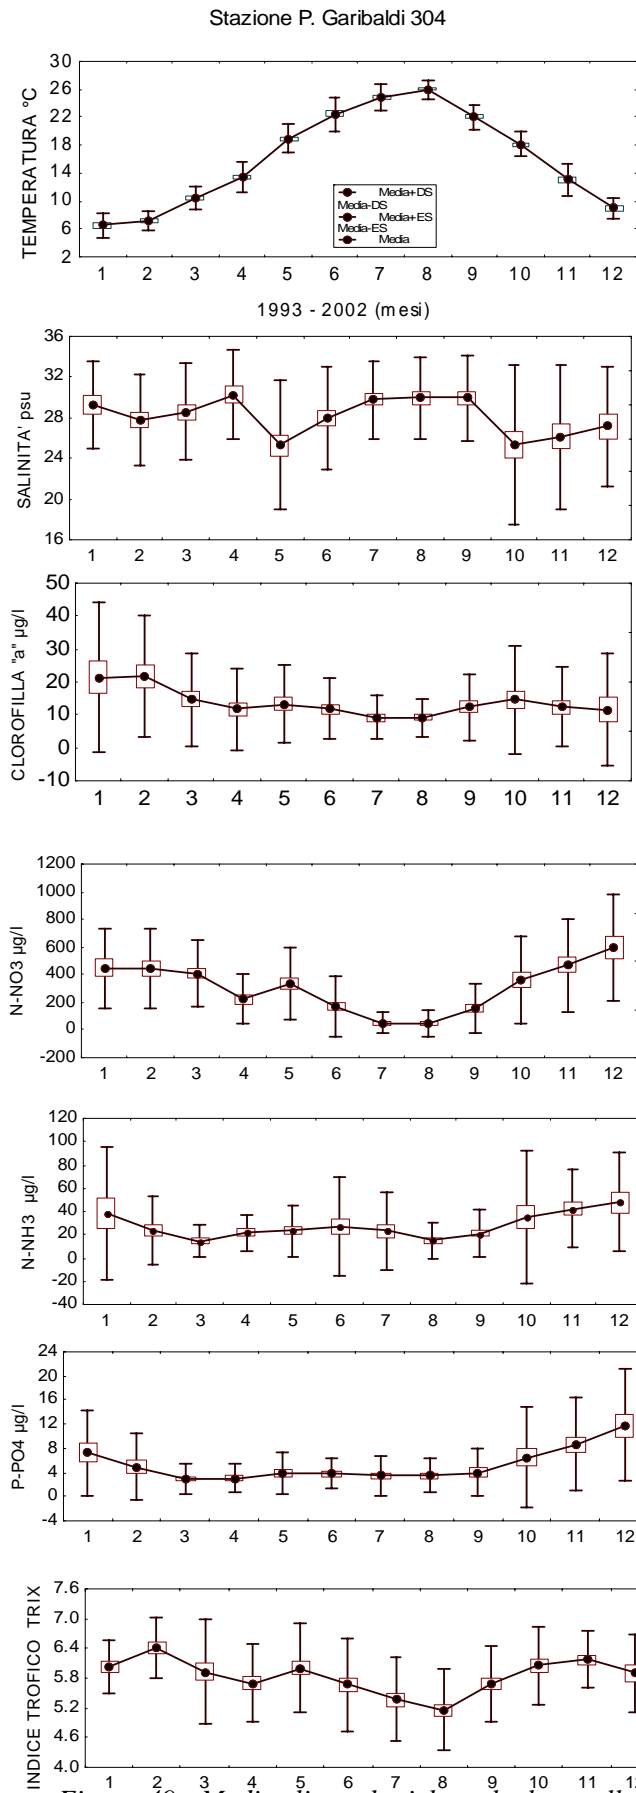 Stazione P. Garibaldi 304
TEMPERATURA °C
30
26
22
18
14
10
6
2
Media+DS
Media-DS
Media+ES
Media-ES
Media
1 2 3 4 5 6 7 8 9 10 11 12
1993 - 2002 (mesi)
SALINITA' psu
36
32
28
24
20
16
1 2 3 4 5 6 7 8 9 10 11 12
CLOROFILLA "a" µg/l
50
40
30
20
10
0
-10
1 2 3 4 5 6 7 8 9 10 11 12
N-NO3 µg/l
1200
1000
800
600
400
200
0
-200
1 2 3 4 5 6 7 8 9 10 11 12
N-NH3 µg/l
120
100
80
60
40
20
0
-20
-40
1 2 3 4 5 6 7 8 9 10 11 12
P-PO4 µg/l
24
20
16
12
8
4
0
-4
1 2 3 4 5 6 7 8 9 10 11 12
INDICE TROFICO TRIX
7.6
7.0
6.4
5.8
5.2
4.6
4.0
1 2 3 4 5 6 7 8 9 10 11 12